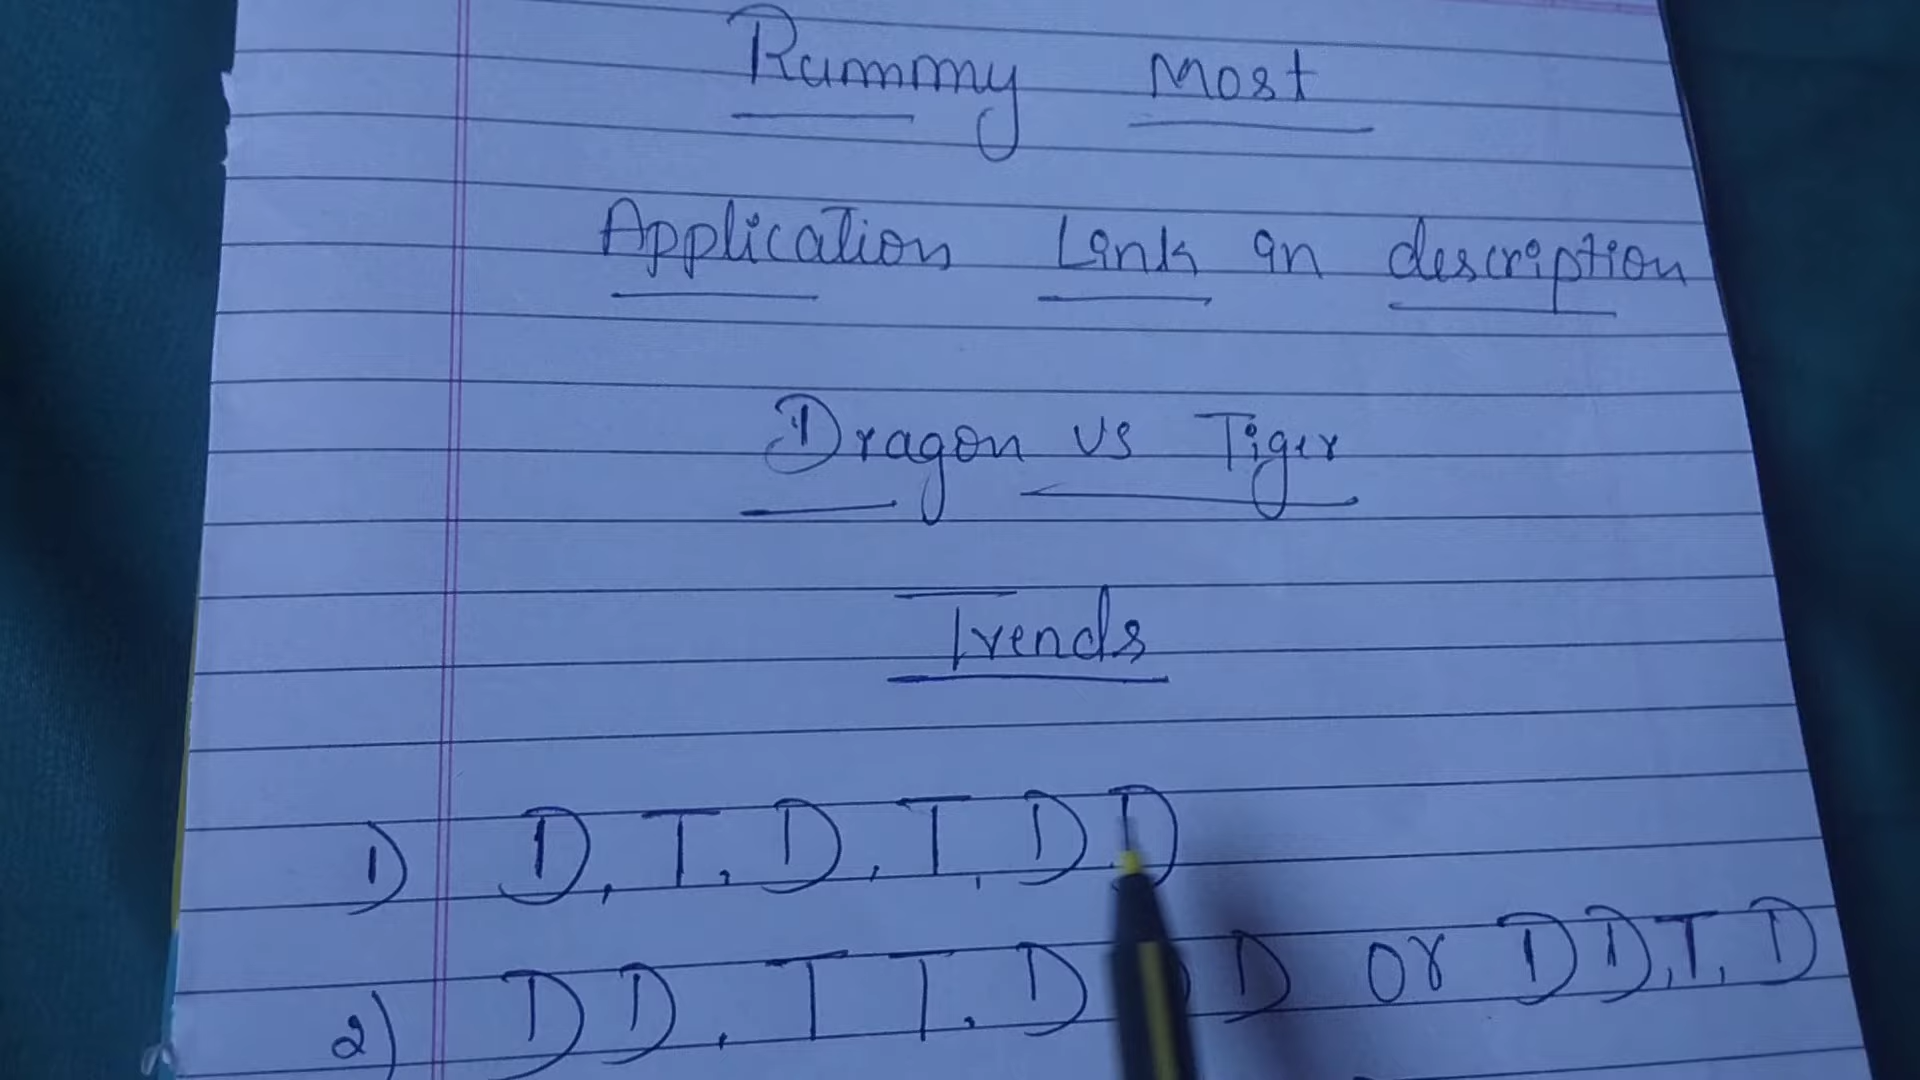 Rummy Most
Application Link in description
Dragon vs Tiger
Trends
1) D, T, D, T, D D
2) D D, T T, D D or D D, T, D